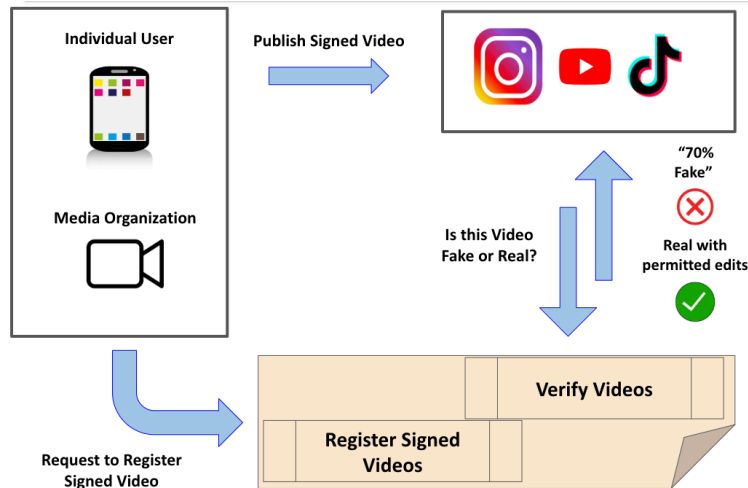 Individual User
Publish Signed Video
Media Organization
"70%
Fake"
Is this Video
Fake or Real?
Real with
permitted edits
Verify Videos
Register Signed
Videos
Request to Register
Signed Video